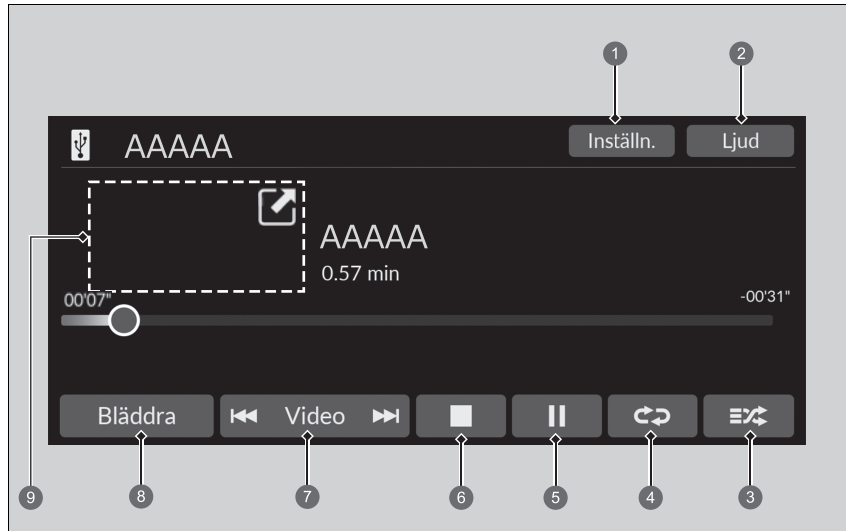 1 2
AAAAA Inställn. Ljud
AAAAA
9
0.57 min
00'07" -00'31"
Bläddra Video
8 7 6 5 4 3